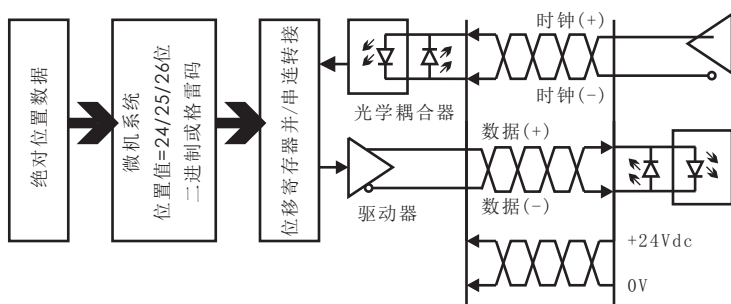 绝对位置数据
微机系统
位置值=24/25/26位
二进制或格雷码
位移寄存器并/串连转接
光学耦合器
驱动器
时钟(+)
时钟(-)
数据(+)
数据(-)
+24Vdc
0V